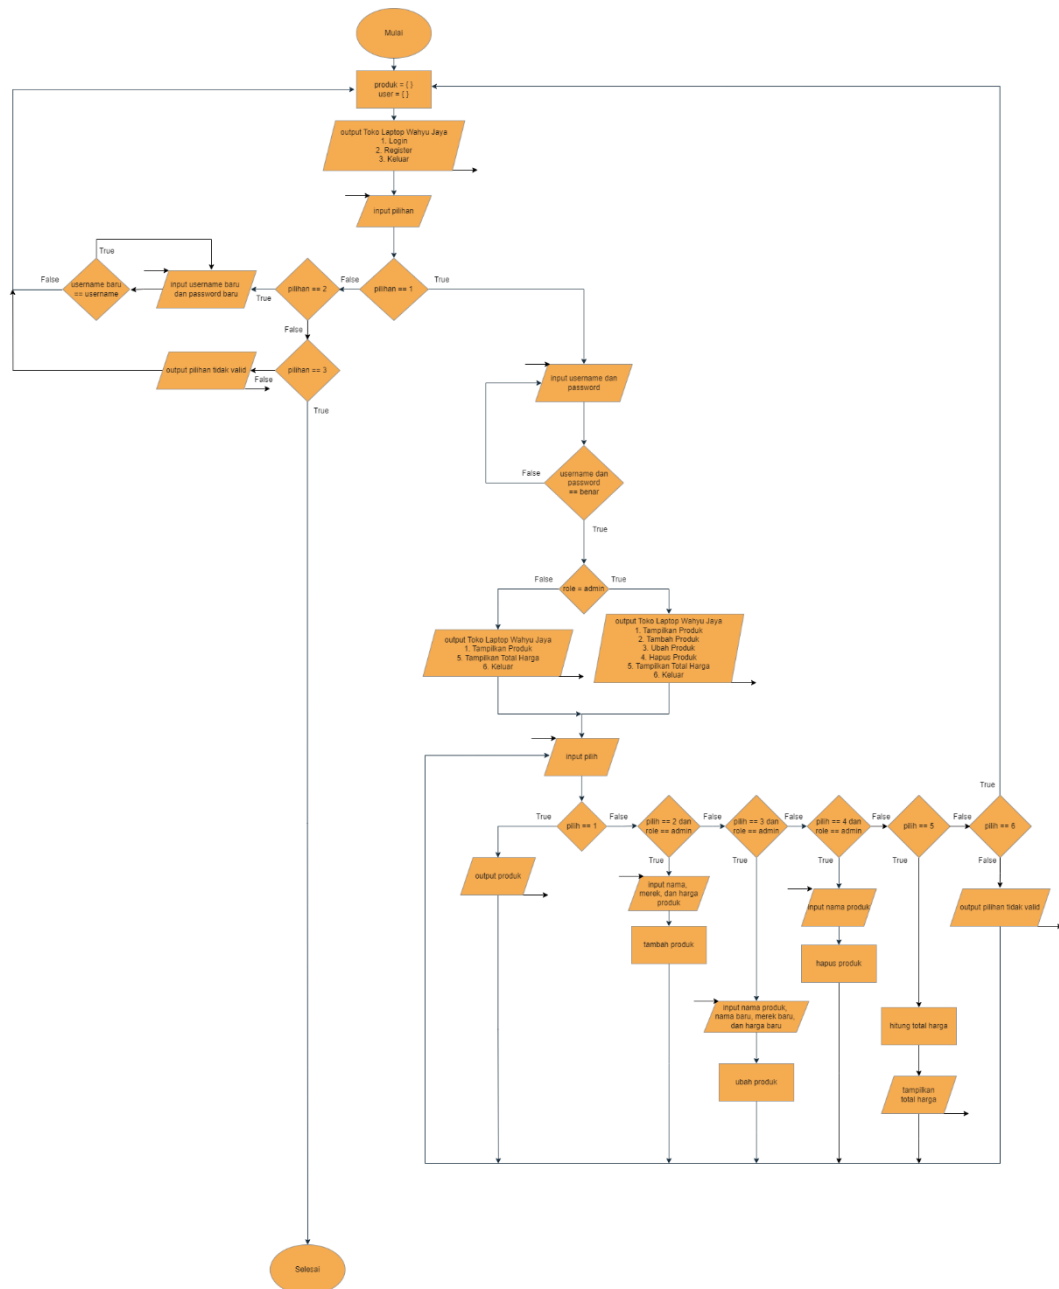 Mulai
produk = { }
user = { }
output Toko Laptop Wahyu Jaya
1. Login
2. Register
3. Keluar
input pilihan
pilihan == 1
True
False
pilihan == 2
True
False
input username baru
dan password baru
username baru
== username
True
False
pilihan == 3
False
True
output pilihan tidak valid
input username dan
password
username dan
password
== benar
False
True
role = admin
False
True
output Toko Laptop Wahyu Jaya
1. Tampilkan Produk
5. Tampilkan Total Harga
6. Keluar
output Toko Laptop Wahyu Jaya
1. Tampilkan Produk
2. Tambah Produk
3. Ubah Produk
4. Hapus Produk
5. Tampilkan Total Harga
6. Keluar
input pilih
pilih == 1
True
False
pilih == 2 dan
role == admin
False
True
pilih == 3 dan
role == admin
False
True
pilih == 4 dan
role == admin
False
True
pilih == 5
False
True
pilih == 6
True
False
output produk
input nama,
merek, dan harga
produk
tambah produk
input nama produk,
nama baru, merek baru,
dan harga baru
ubah produk
input nama produk
hapus produk
hitung total harga
tampilkan
total harga
output pilihan tidak valid
Selesai